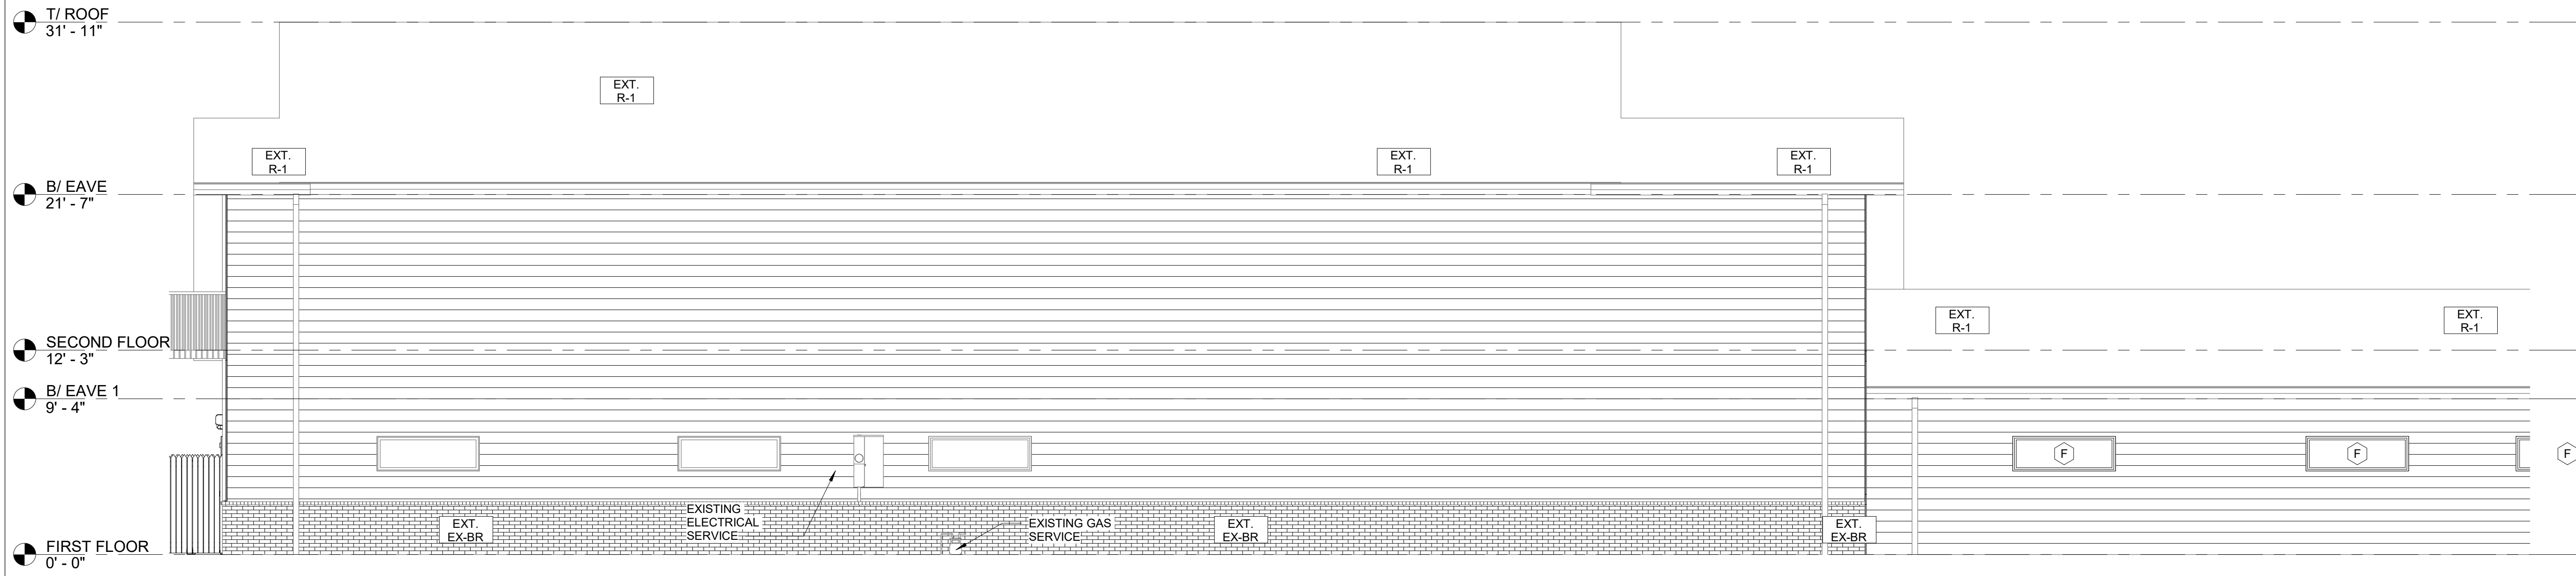 T/ ROOF
31' - 11"
EXT.
R-1
EXT.
R-1
EXT.
R-1
EXT.
R-1
B/ EAVE
21' - 7"
EXT.
R-1
EXT.
R-1
SECOND FLOOR
12' - 3"
B/ EAVE 1
9' - 4"
F
F
F
EXISTING
ELECTRICAL
SERVICE
EXISTING GAS
SERVICE
EXT.
EX-BR
EXT.
EX-BR
EXT.
EX-BR
FIRST FLOOR
0' - 0"